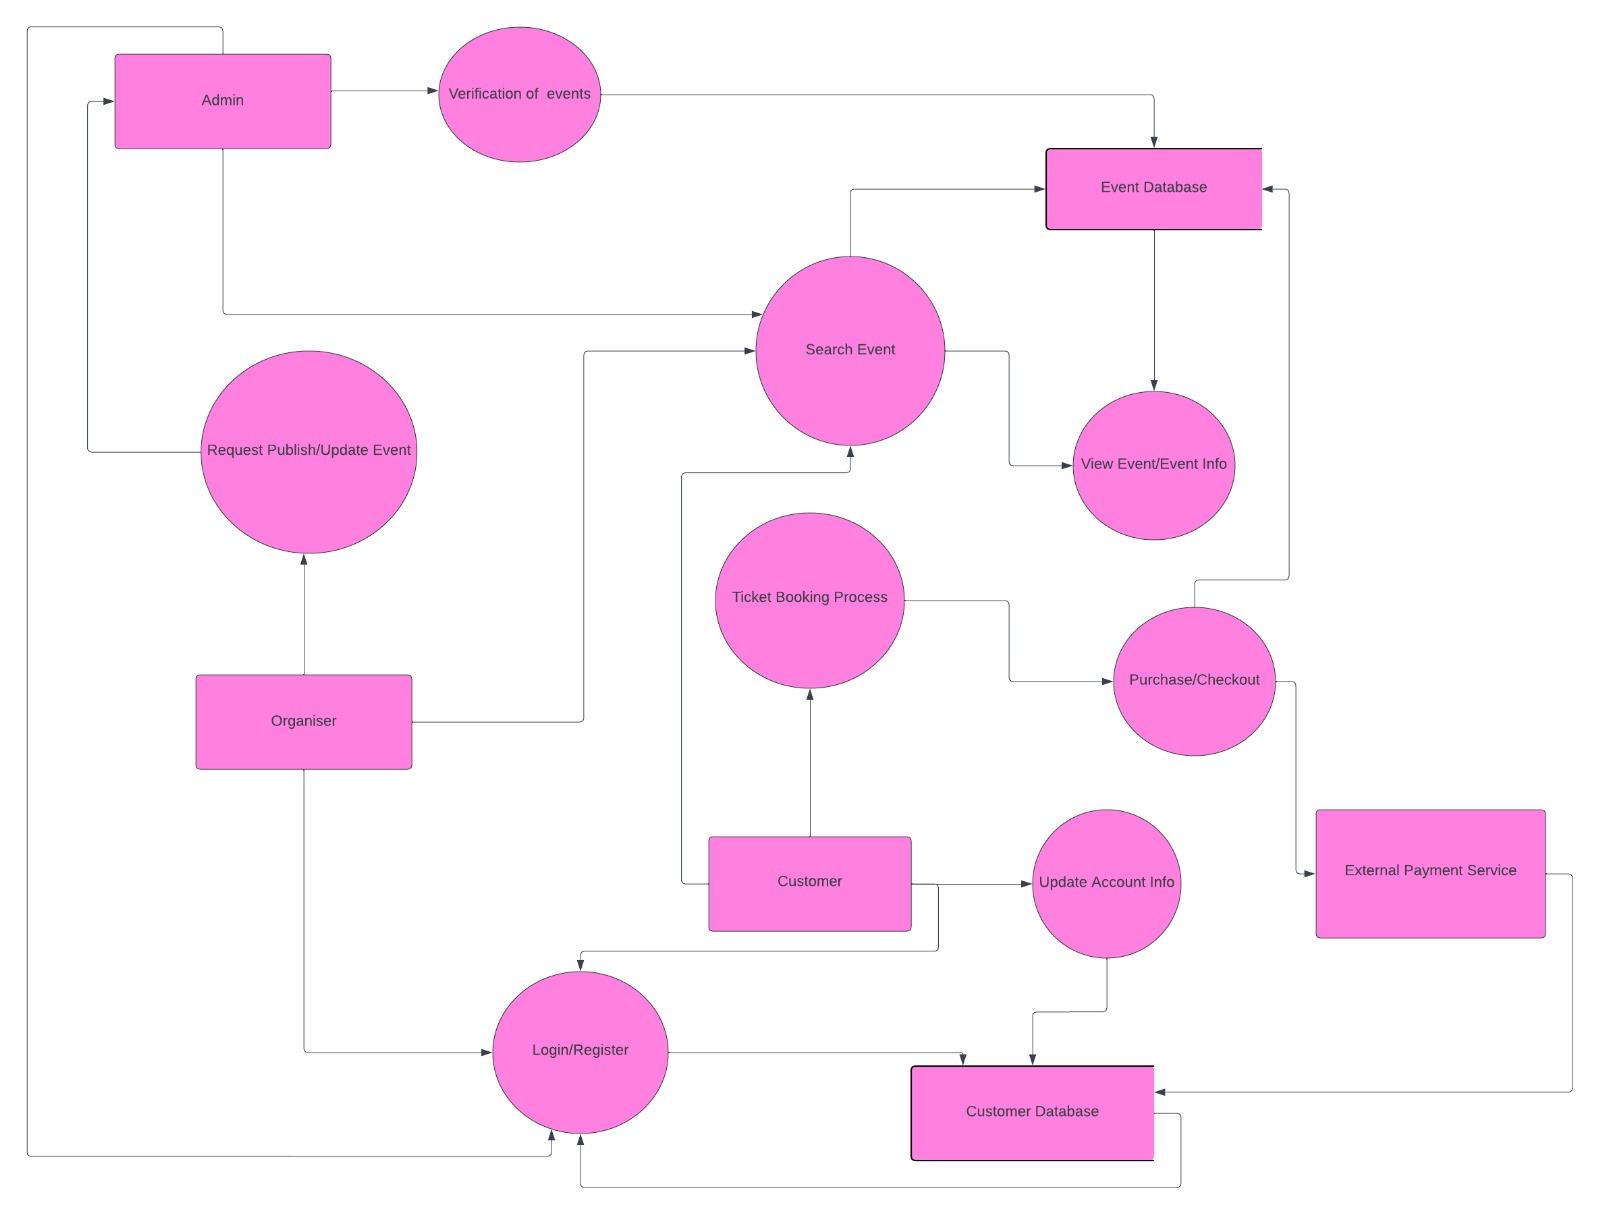 Admin
Verification of  events
Event Database
Search Event
Request Publish/Update Event
View Event/Event Info
Ticket Booking Process
Purchase/Checkout
Organiser
External Payment Service
Customer
Update Account Info
Login/Register
Customer Database